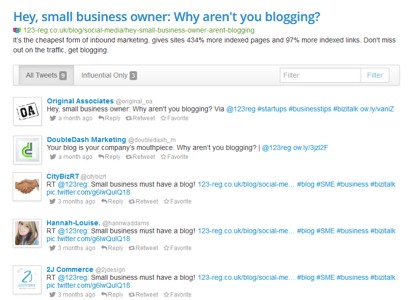 Hey, small business owner: Why aren't you blogging?
123-reg.co.uk/blog/social-media/hey-small-business-owner-arent-blogging
It's the cheapest form of inbound marketing, gives sites 434% more indexed pages and 97% more indexed links. Don't miss
out on the traffic, get blogging.
All Tweets 9 Influential Only 3 Filter Filter
Original Associates @original_oa
Hey, small business owner: Why aren't you blogging? Via @123reg #startups #businesstips #bizitalk ow.ly/vaniZ
a month ago Reply Retweet Favorite
DoubleDash Marketing @doubledash_m
Your blog is your company's mouthpiece. Why aren't you blogging? | @123reg ow.ly/3jzI2F
a month ago Reply Retweet Favorite
CityBizRT @citybizrt
RT @123reg: Small business must have a blog! 123-reg.co.uk/blog/social-me... #blog #SME #business #bizitalk
pic.twitter.com/g6IwQuiQ18
3 months ago Reply Retweet Favorite
Hannah-Louise. @hannwaddams
RT @123reg: Small business must have a blog! 123-reg.co.uk/blog/social-me... #blog #SME #business #bizitalk
pic.twitter.com/g6IwQuiQ18
3 months ago Reply Retweet Favorite
2J Commerce @2jdesign
RT @123reg: Small business must have a blog! 123-reg.co.uk/blog/social-me... #blog #SME #business #bizitalk
pic.twitter.com/g6IwQuiQ18
3 months ago Reply Retweet Favorite